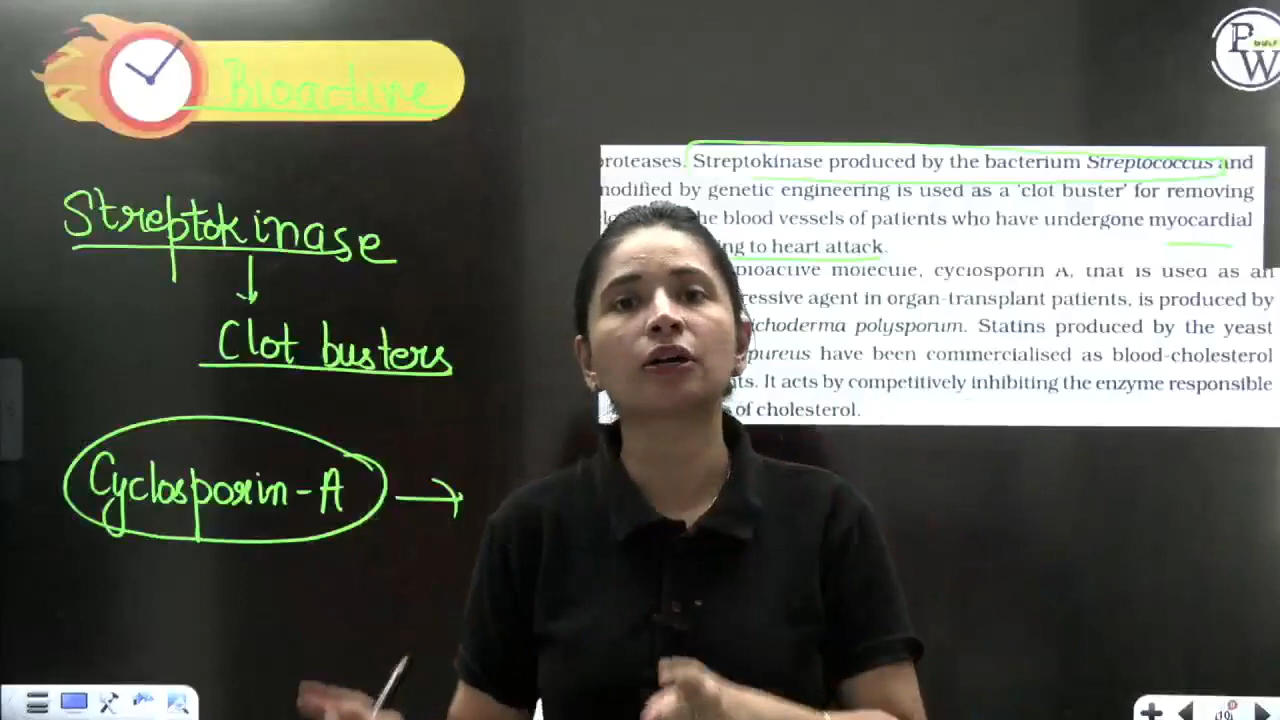 Bioactive
Streptokinase
Clot busters
Cyclosporin-A
PW
proteases. Streptokinase produced by the bacterium Streptococcus and
modified by genetic engineering is used as a 'clot buster' for removing
the blood vessels of patients who have undergone myocardial
to heart attack.
bioactive molecule, cyclosporin A, that is used as an
agent in organ-transplant patients, is produced by
polysporum. Statins produced by the yeast
have been commercialised as blood-cholesterol
It acts by competitively inhibiting the enzyme responsible
of cholesterol.